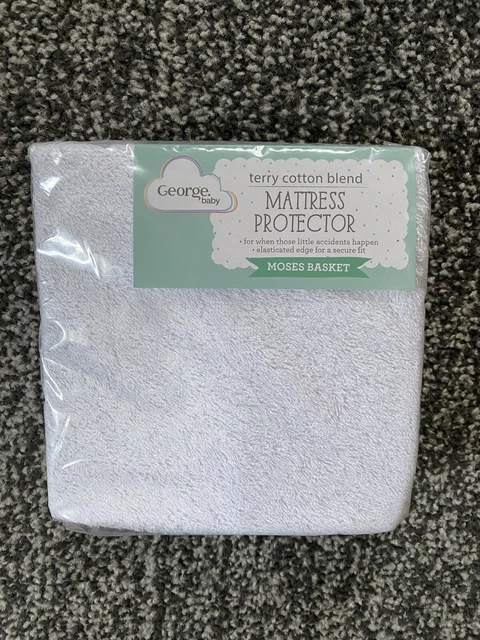 George.
baby
terry cotton blend
MATTRESS
PROTECTOR
• for when those little accidents happen
• elasticated edge for a secure fit
MOSES BASKET